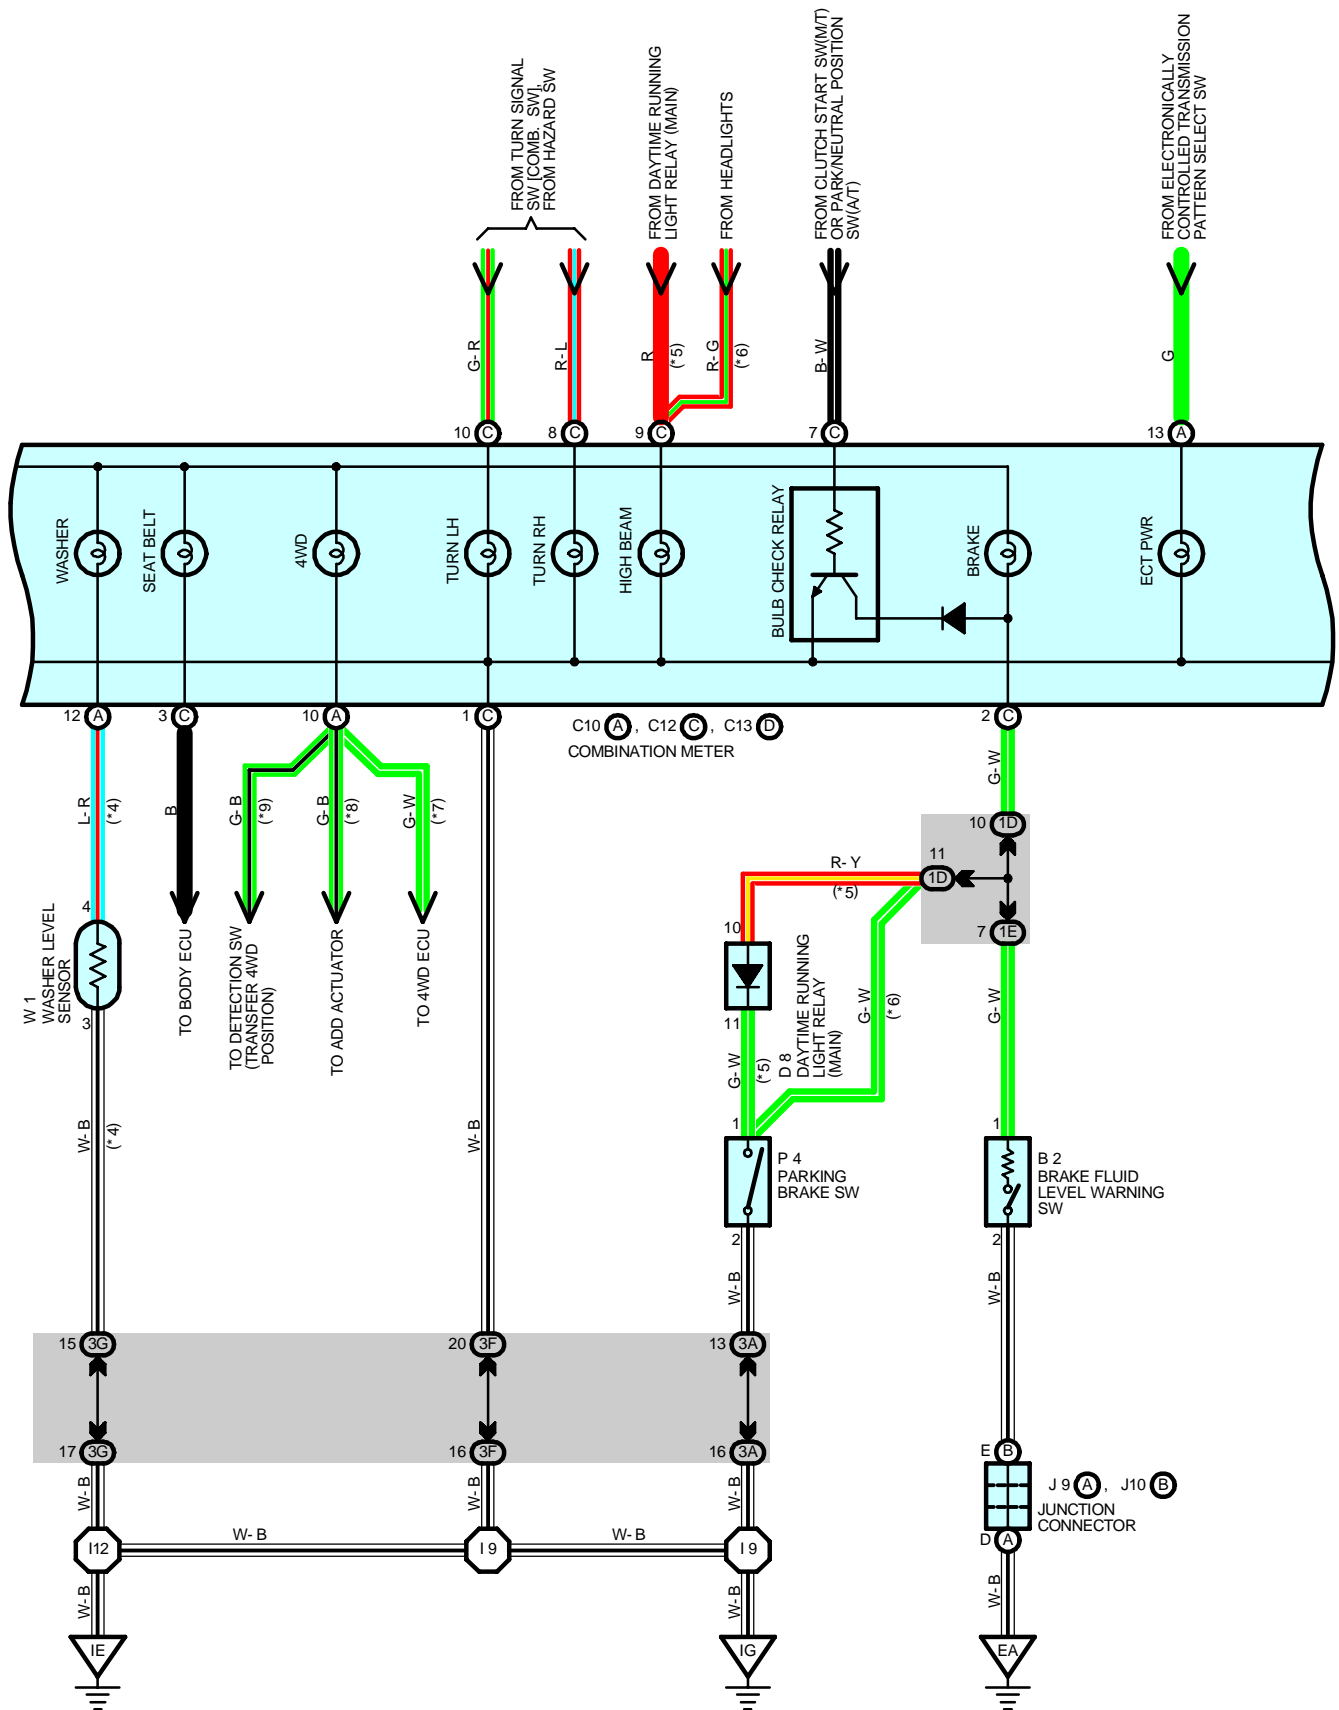 FROM TURN SIGNAL
SW [COMB. SW],
FROM HAZARD SW
FROM DAYTIME RUNNING
LIGHT RELAY (MAIN)
FROM HEADLIGHTS
FROM CLUTCH START SW(M/T)
OR PARK/NEUTRAL POSITION
SW(A/T)
FROM ELECTRONICALLY
CONTROLLED TRANSMISSION
PATTERN SELECT SW
G-R
R-L
R
(*5)
R-G
(*6)
B-W
G
10 C
8 C
9 C
7 C
13 A
WASHER
SEAT BELT
4WD
TURN LH
TURN RH
HIGH BEAM
BULB CHECK RELAY
BRAKE
ECT PWR
12 A
3 C
10 A
1 C
C10 A , C12 C , C13 D
COMBINATION METER
2 C
L-R
(*4)
B
G-B
(*9)
G-B
(*8)
G-W
(*7)
G-W
10 1D
11
1D
7 1E
R-Y
(*5)
4
W 1
WASHER LEVEL
SENSOR
3
TO BODY ECU
TO DETECTION SW
(TRANSFER 4WD
POSITION)
TO ADD ACTUATOR
TO 4WD ECU
10
11
D 8
DAYTIME RUNNING
LIGHT RELAY
(MAIN)
G-W
(*5)
G-W
(*6)
G-W
W-B
(*4)
W-B
1
P 4
PARKING
BRAKE SW
2
1
B 2
BRAKE FLUID
LEVEL WARNING
SW
2
W-B
W-B
15 3G
20 3F
13 3A
17 3G
16 3F
16 3A
E B
J 9 A , J10 B
JUNCTION
CONNECTOR
D A
W-B
W-B
W-B
I12
W-B
I 9
W-B
I 9
W-B
W-B
W-B
IE
IG
EA